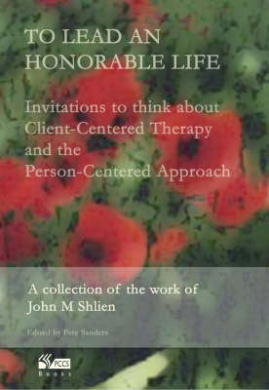 TO LEAD AN
HONORABLE LIFE
Invitations to think about
Client-Centered Therapy
and the
Person-Centered Approach
A collection of the work of
John M Shlien
Edited by Pete Sanders
PCCS
Books